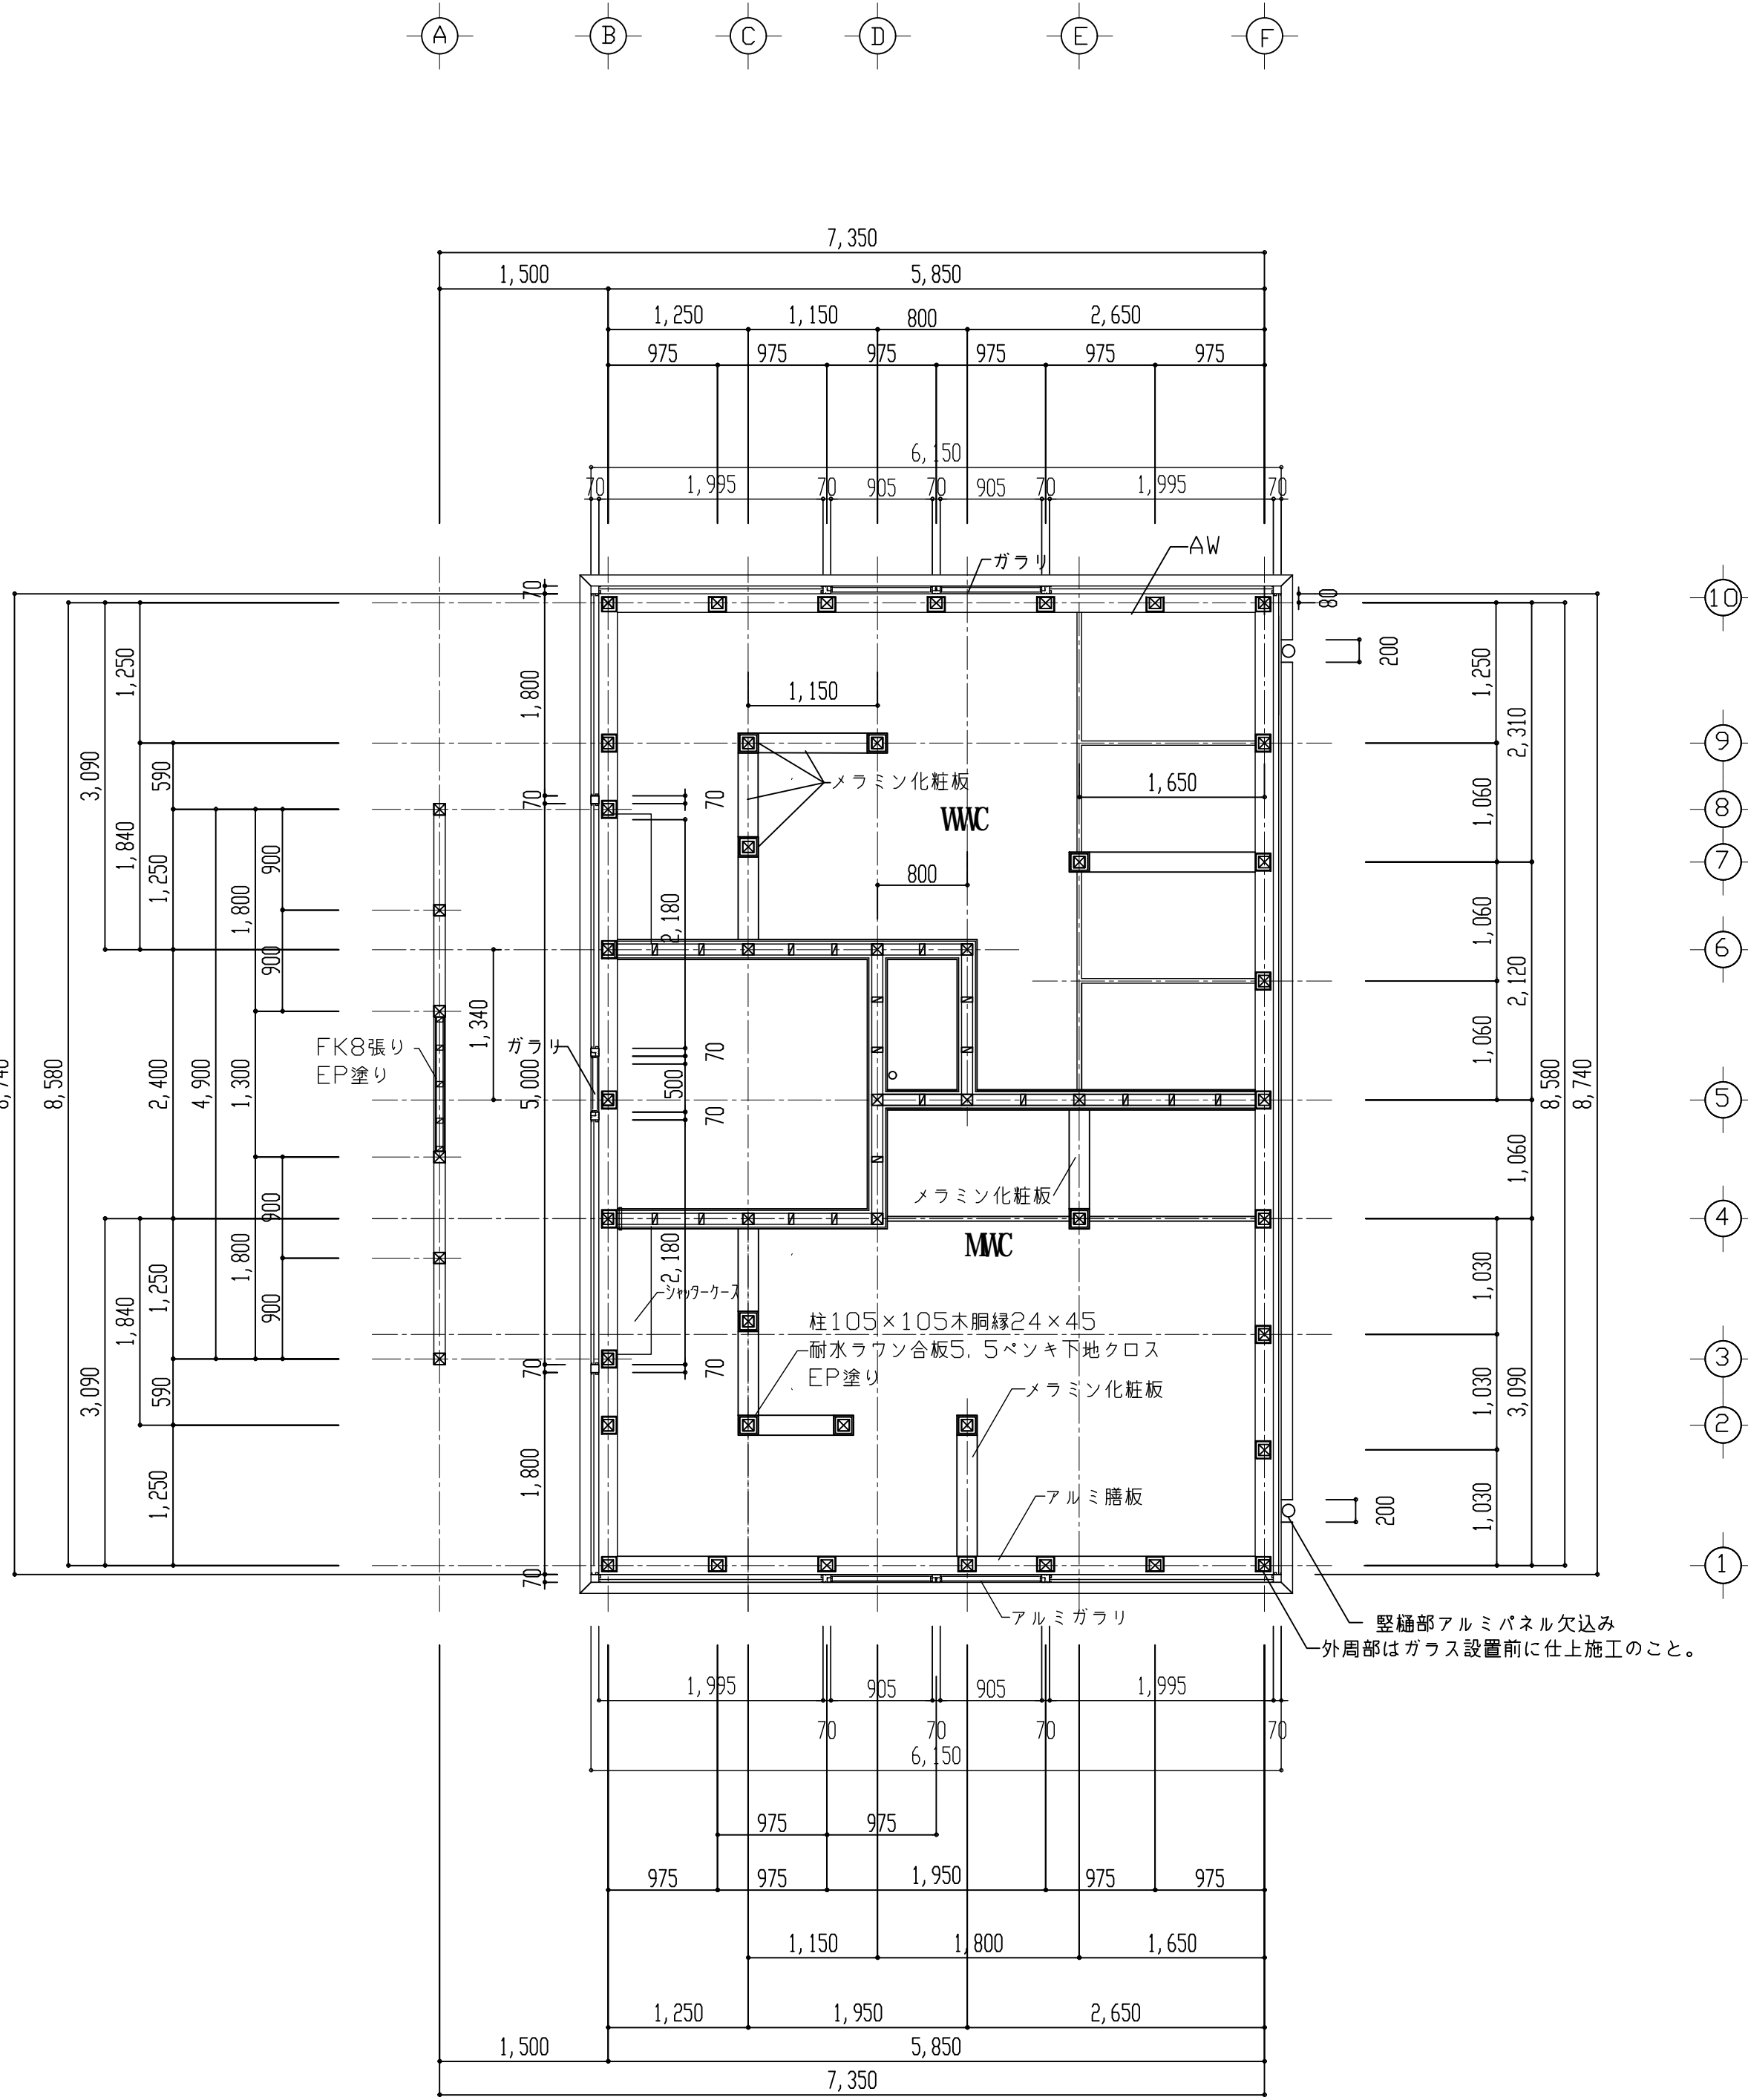 A B C D E F
7,350
1,500 5,850
1,250 1,150 800 2,650
975 975 975 975 975 975
6,150
70 1,995 70 905 70 905 70 1,995 70
AW
ガラリ
70
80
10
200
1,250
1,250
1,800
1,250
2,310
1,150
9
3,090
590
メラミン化粧板
1,650
70
70
WWC
1,060
8
1,840
1,250
900
7
800
1,800
2,180
1,060
900
6
2,120
1,340
FK8張り
EP塗り
ガラリ
70
8,740
8,580
2,400
4,900
1,300
5,000
500
1,060
8,580
8,740
5
70
1,060
メラミン化粧板
900
4
MWC
1,800
2,180
1,250
1,030
シャッターケース
900
1,840
柱105×105木胴縁24×45
耐水ラワン合板5.5ペンキ下地クロス
EP塗り
3
70
70
メラミン化粧板
3,090
590
1,030
3,090
2
1,250
1,800
アルミ膳板
1,030
200
70
1
アルミガラリ
竪樋部アルミパネル欠込み
外周部はガラス設置前に仕上施工のこと。
1,995 905 905 1,995
70 70 70 70
6,150
975 975
975 975 1,950 975 975
1,150 1,800 1,650
1,250 1,950 2,650
1,500 5,850
7,350